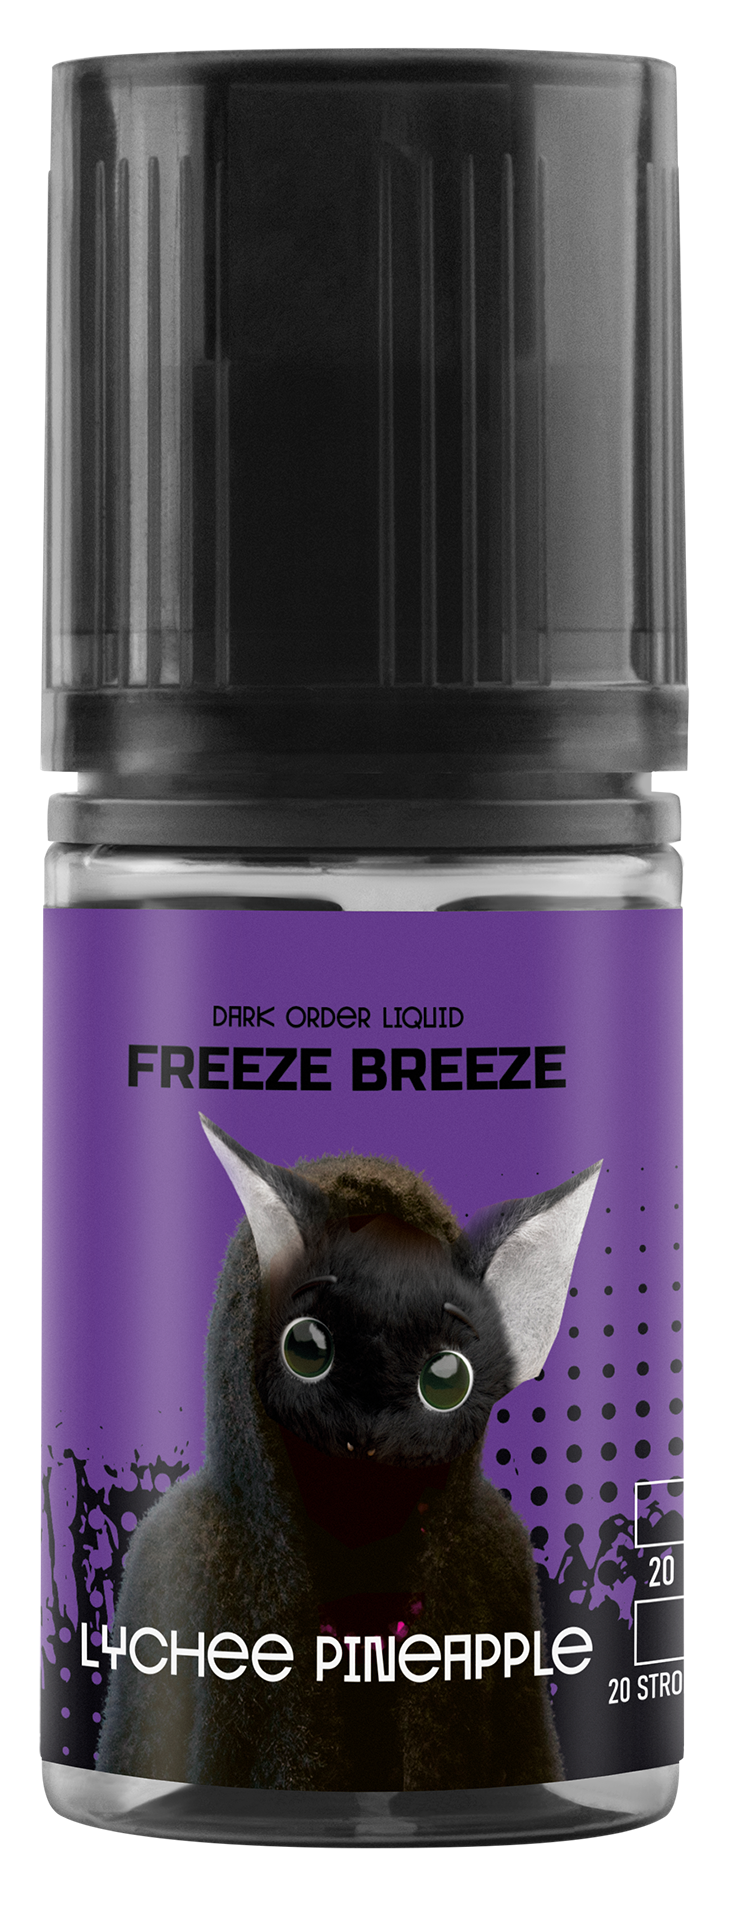 DARK ORDER LIQUID
FREEZE BREEZE
20
LYCHEE PINEAPPLE
20 STRO